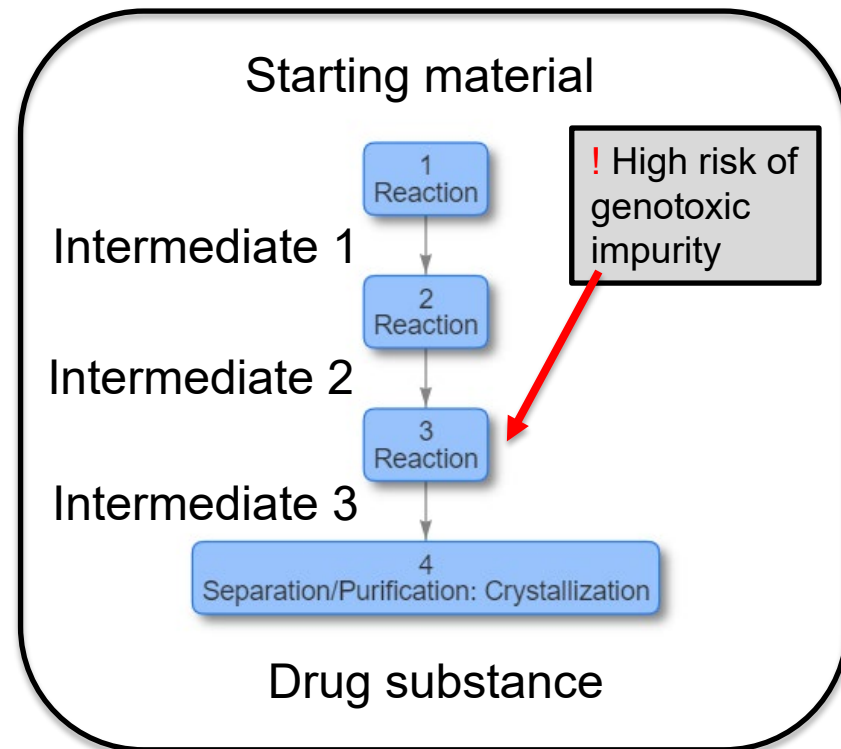 Starting material
1
Reaction
! High risk of
genotoxic
impurity
Intermediate 1
2
Reaction
Intermediate 2
3
Reaction
Intermediate 3
4
Separation/Purification: Crystallization
Drug substance